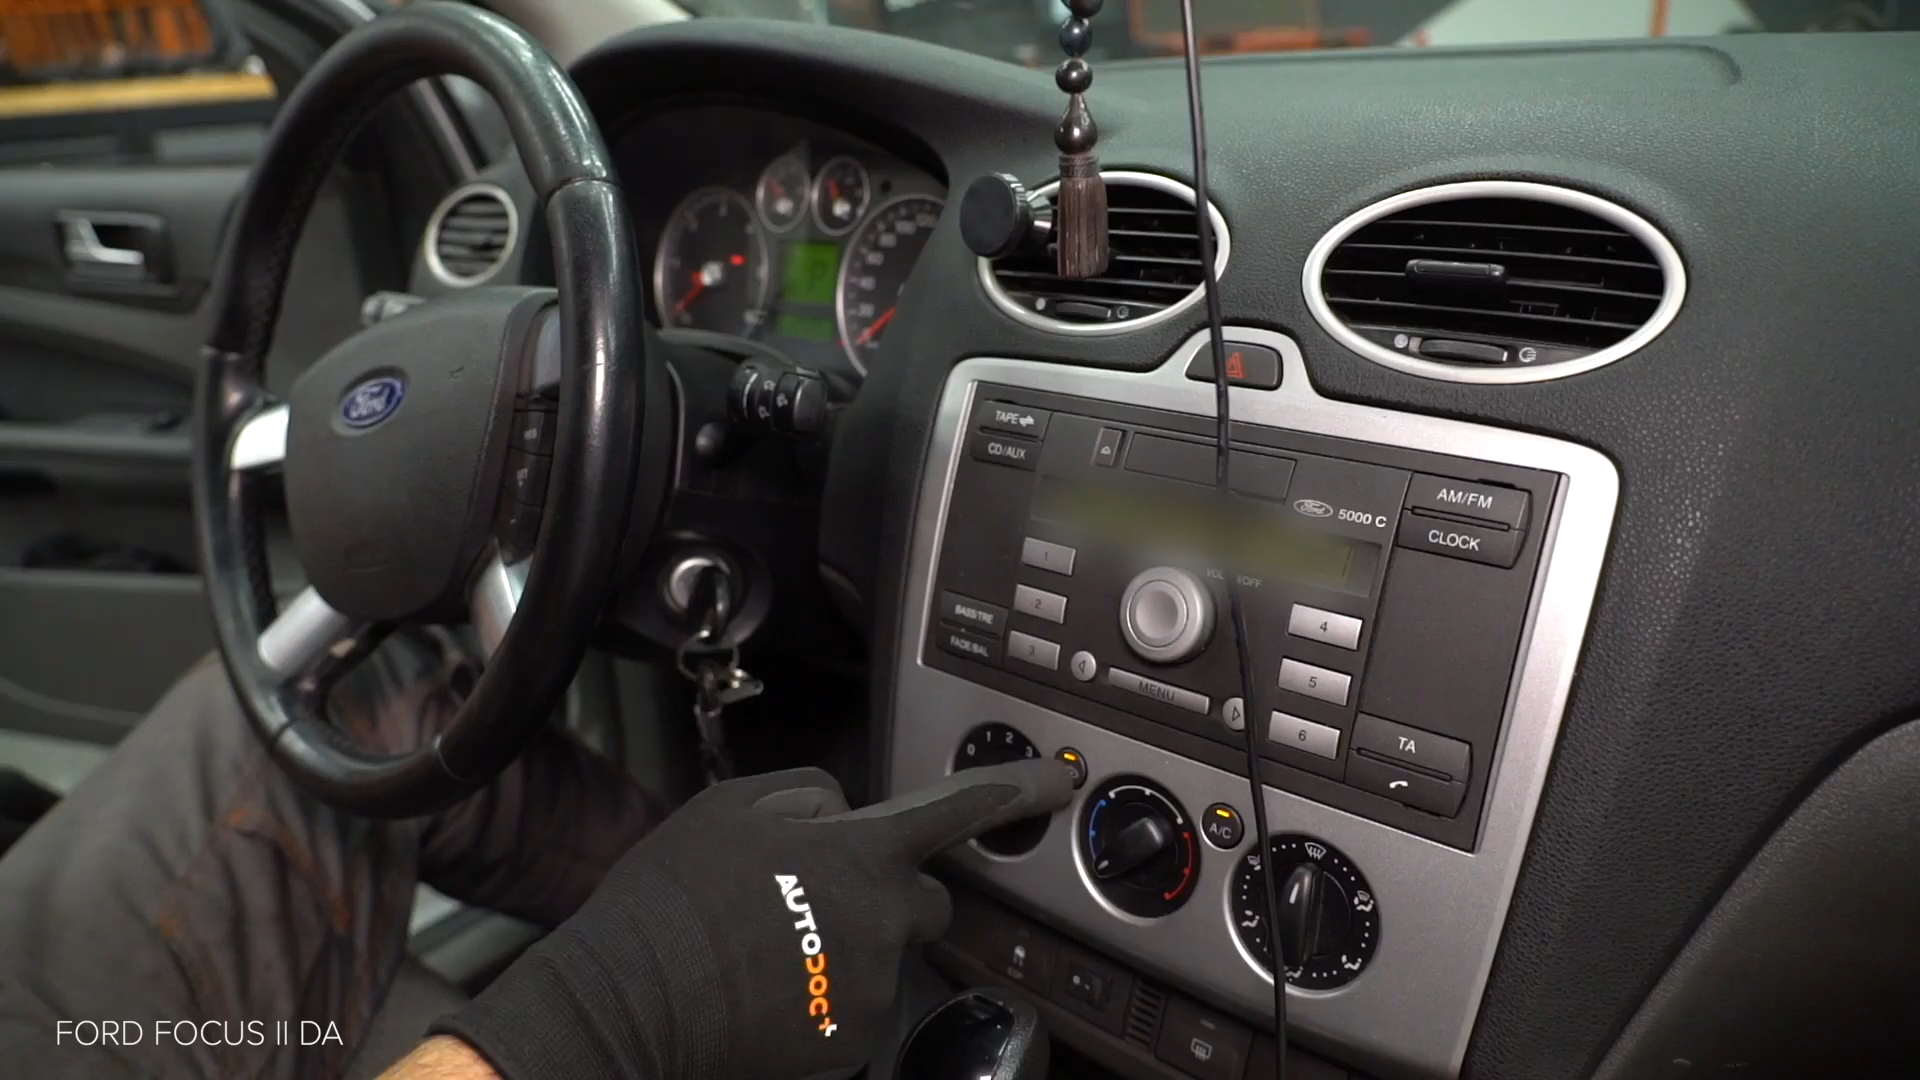 Ford
P
TAPE
CD/AUX
Ford 5000 C
AM/FM
CLOCK
1
2
3
BASS/TRE
FADE/BAL
MENU
4
5
6
TA
0 1 2 3
A/C
AUTODOC
FORD FOCUS II DA